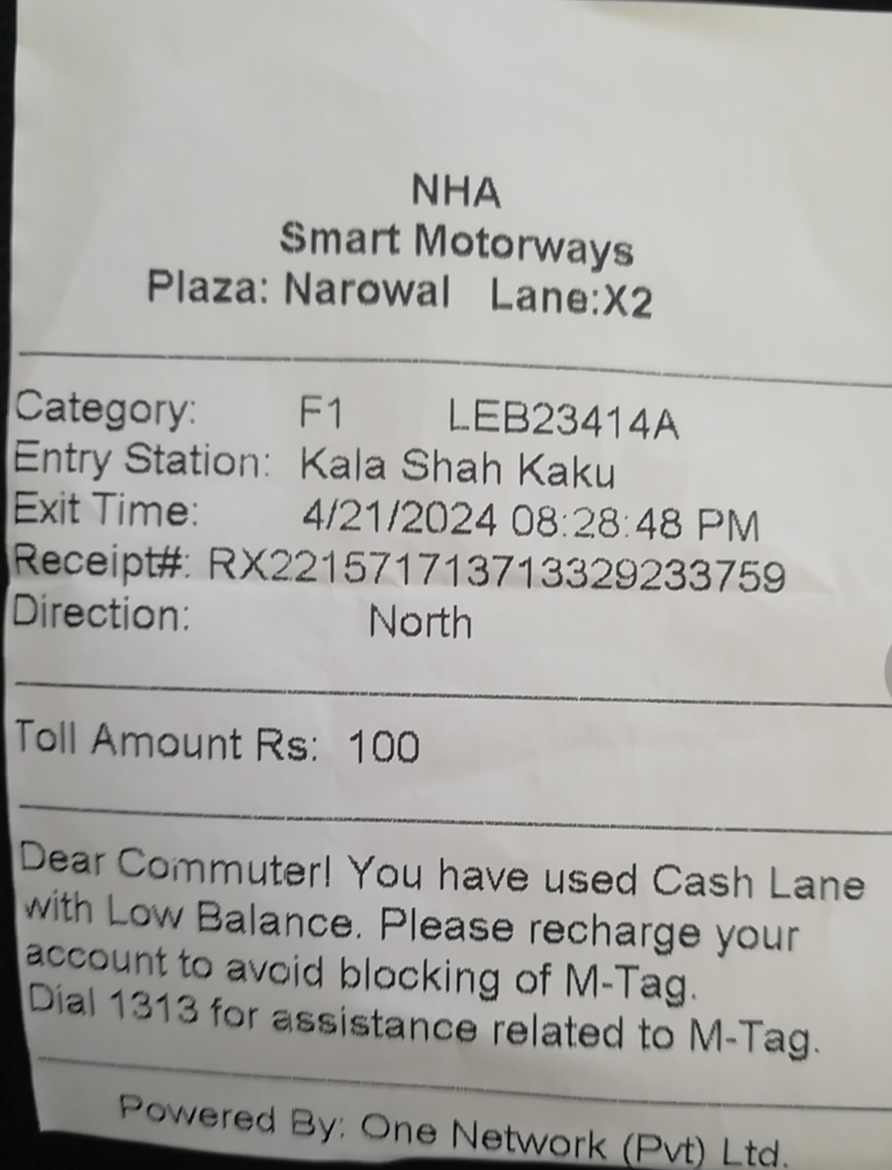 NHA
Smart Motorways
Plaza: Narowal Lane:X2
Category: F1 LEB23414A
Entry Station: Kala Shah Kaku
Exit Time: 4/21/2024 08:28:48 PM
Receipt#: RX221571713713329233759
Direction: North
Toll Amount Rs: 100
Dear Commuter! You have used Cash Lane
with Low Balance. Please recharge your
account to avoid blocking of M-Tag.
Dial 1313 for assistance related to M-Tag.
Powered By: One Network (Pvt) Ltd.